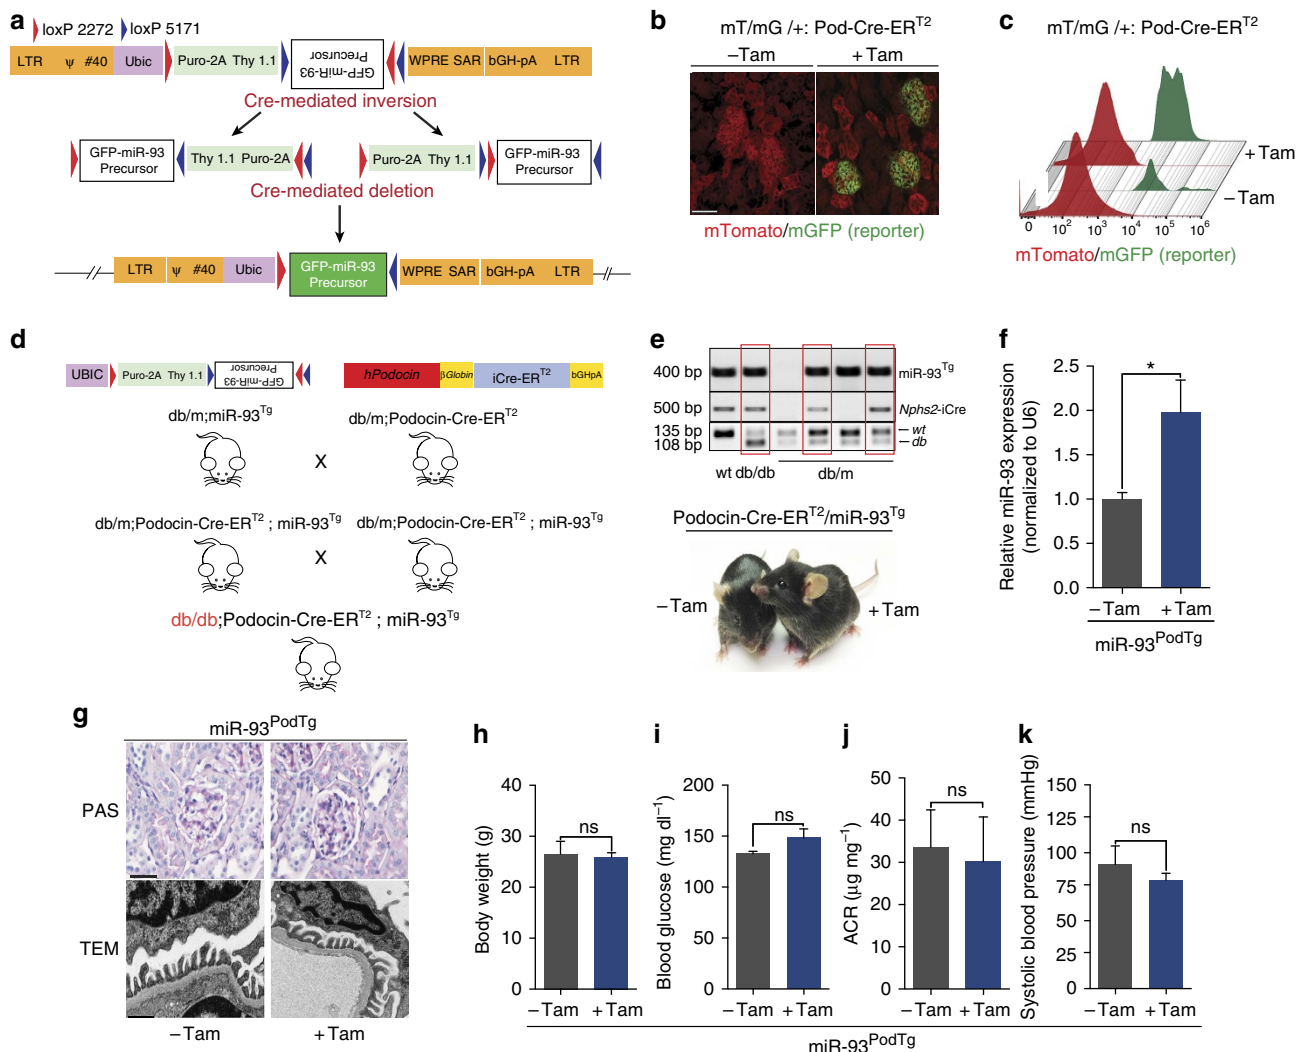 a
loxP 2272 loxP 5171
LTR ψ #40 Ubic Puro-2A Thy 1.1 GFP-miR-93 Precursor WPRE SAR bGH-pA LTR
Cre-mediated inversion
GFP-miR-93 Precursor Thy 1.1 Puro-2A Puro-2A Thy 1.1 GFP-miR-93 Precursor
Cre-mediated deletion
LTR ψ #40 Ubic GFP-miR-93 Precursor WPRE SAR bGH-pA LTR
b
mT/mG /+: Pod-Cre-ER^T2
−Tam +Tam
mTomato/mGFP (reporter)
c
mT/mG /+: Pod-Cre-ER^T2
+Tam
−Tam
0 10^2 10^3 10^4 10^5 10^6
mTomato/mGFP (reporter)
d
UBIC Puro-2A Thy 1.1 GFP-miR-93 Precursor hPodocin βGlobin iCre-ER^T2 bGHpA
db/m;miR-93^Tg db/m;Podocin-Cre-ER^T2
X
db/m;Podocin-Cre-ER^T2 ; miR-93^Tg db/m;Podocin-Cre-ER^T2 ; miR-93^Tg
X
db/db;Podocin-Cre-ER^T2 ; miR-93^Tg
e
400 bp miR-93^Tg
500 bp Nphs2-iCre
135 bp wt
108 bp db
wt db/db db/m
Podocin-Cre-ER^T2/miR-93^Tg
−Tam +Tam
f
Relative miR-93 expression
(normalized to U6)
2.5
2.0
1.5
1.0
0.5
0.0
*
−Tam +Tam
miR-93^PodTg
g
miR-93^PodTg
PAS
TEM
−Tam +Tam
h
Body weight (g)
40
30
20
10
0
ns
−Tam +Tam
i
Blood glucose (mg dl^−1)
200
150
100
50
0
ns
−Tam +Tam
j
ACR (μg mg^−1)
50
40
30
20
10
0
ns
−Tam +Tam
k
Systolic blood pressure (mmHg)
150
125
100
75
50
25
0
ns
−Tam +Tam
miR-93^PodTg